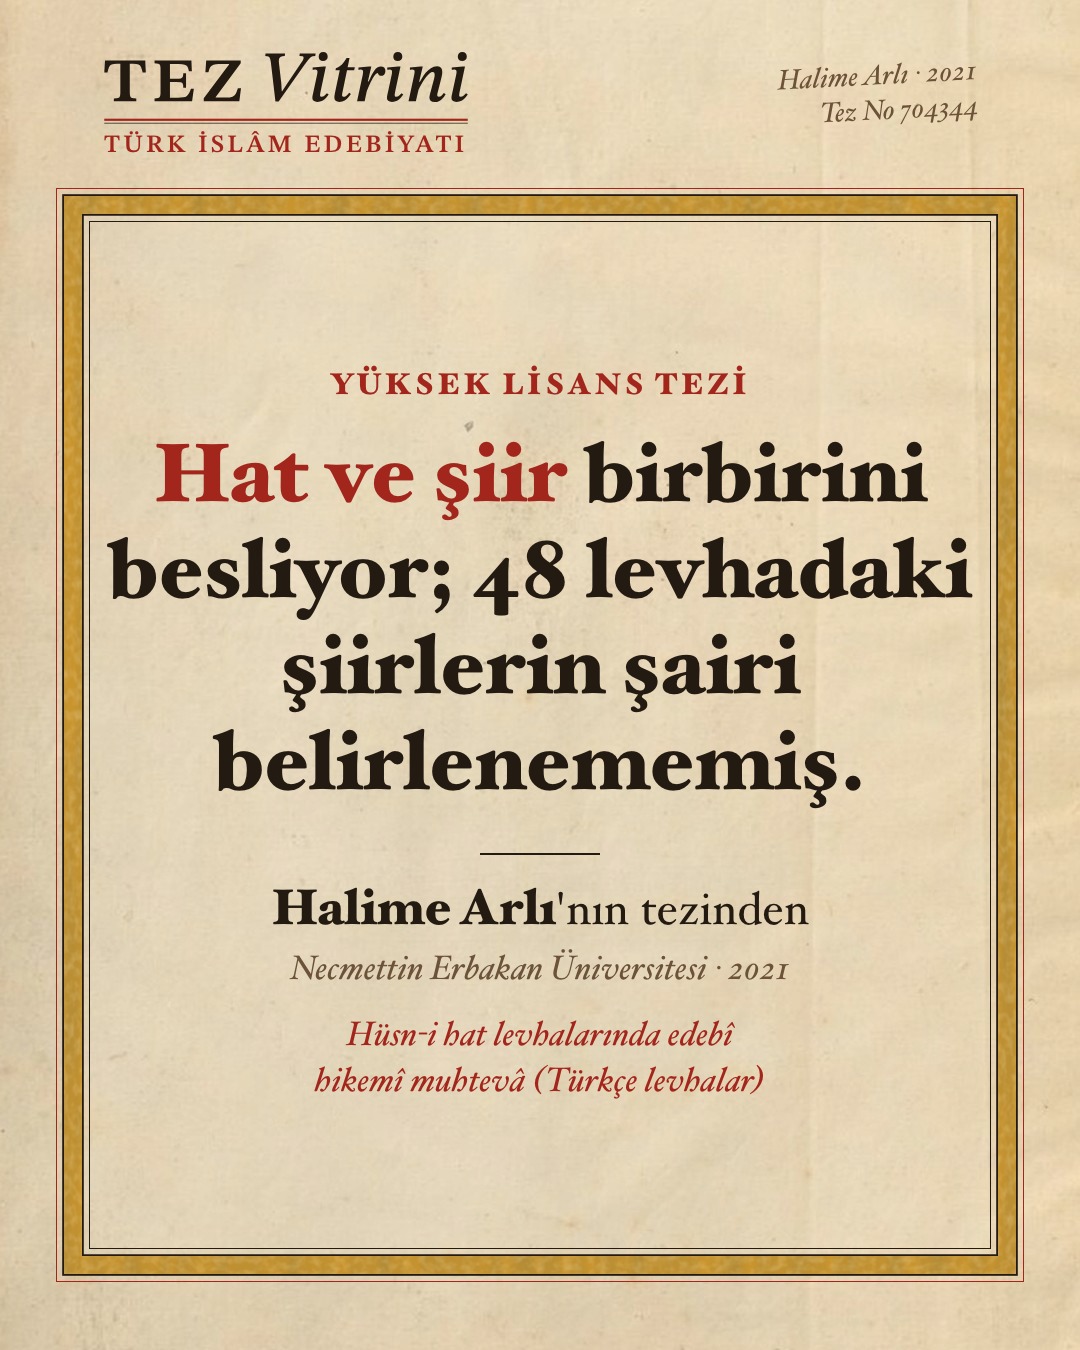 TEZ Vitrini
TÜRK İSLÂM EDEBİYATI
Halime Arlı · 2021
Tez No 704344
YÜKSEK LİSANS TEZİ
Hat ve şiir birbirini
besliyor; 48 levhadaki
şiirlerin şairi
belirlenememiş.
Halime Arlı'nın tezinden
Necmettin Erbakan Üniversitesi · 2021
Hüsn-i hat levhalarında edebî
hikemî muhtevâ (Türkçe levhalar)